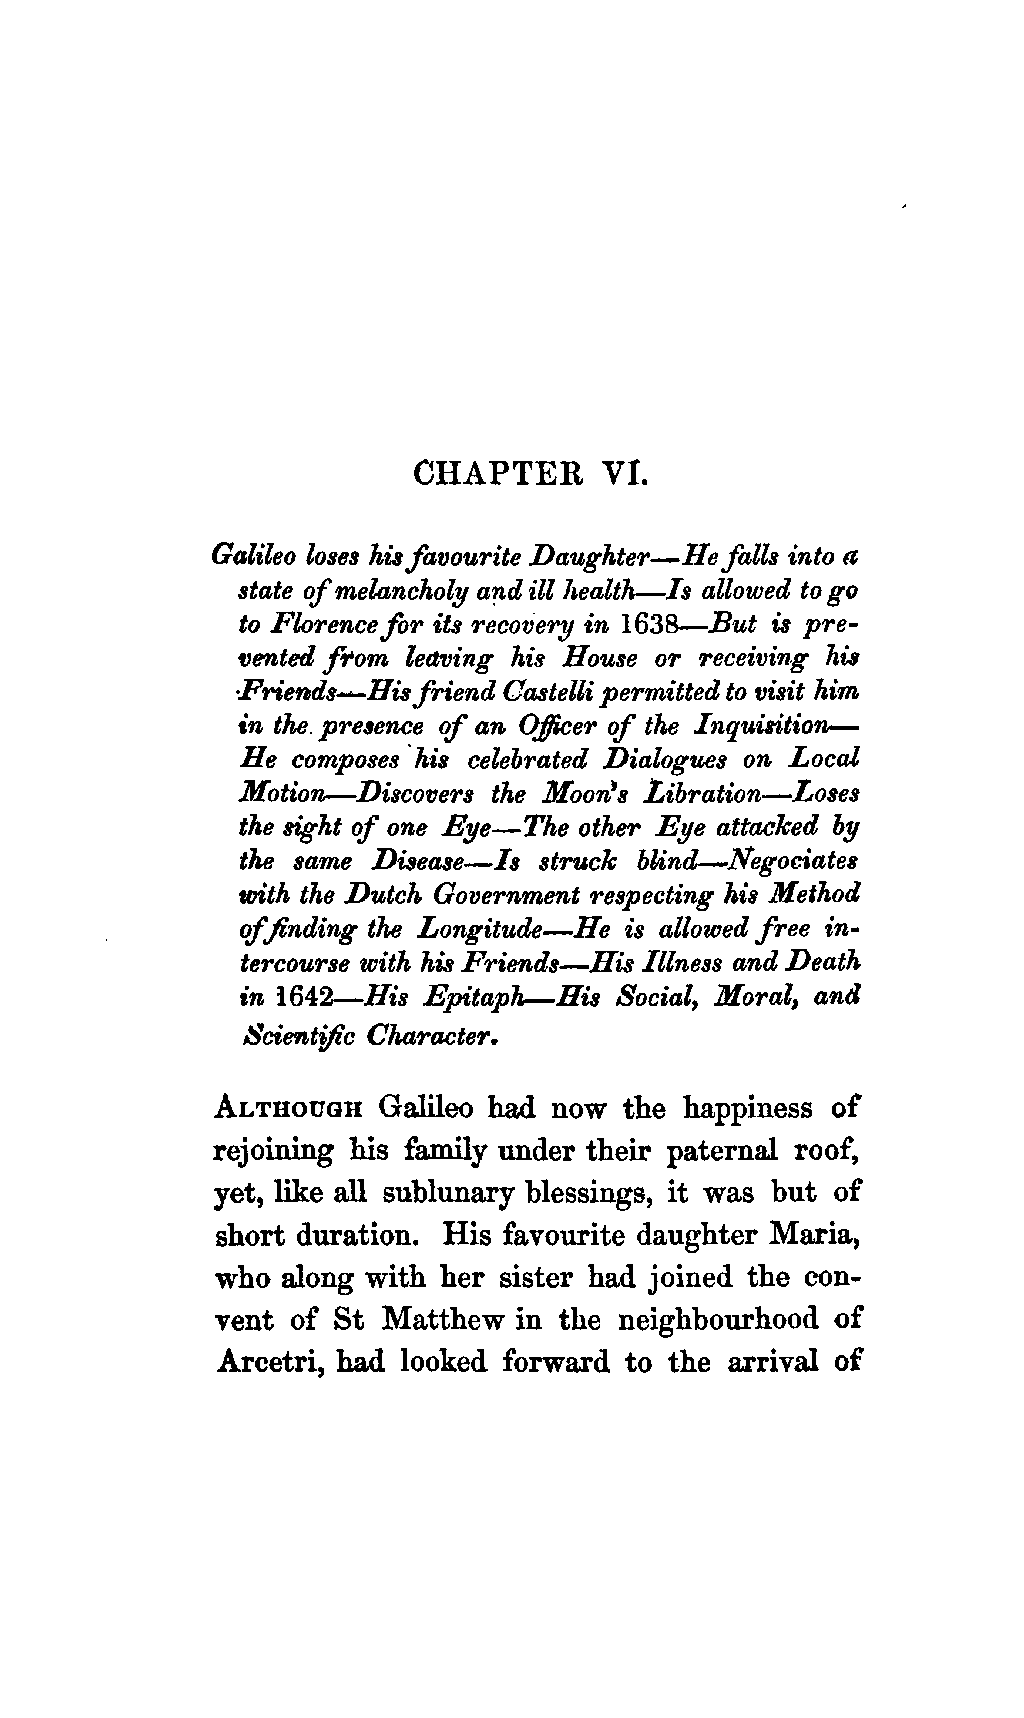 CHAPTER VI.
Galileo loses his favourite Daughter—He falls into a
state of melancholy and ill health—Is allowed to go
to Florence for its recovery in 1638—But is pre-
vented from leaving his House or receiving his
Friends—His friend Castelli permitted to visit him
in the presence of an Officer of the Inquisition—
He composes his celebrated Dialogues on Local
Motion—Discovers the Moon's Libration—Loses
the sight of one Eye—The other Eye attacked by
the same Disease—Is struck blind—Negociates
with the Dutch Government respecting his Method
of finding the Longitude—He is allowed free in-
tercourse with his Friends—His Illness and Death
in 1642—His Epitaph—His Social, Moral, and
Scientific Character.
ALTHOUGH Galileo had now the happiness of
rejoining his family under their paternal roof,
yet, like all sublunary blessings, it was but of
short duration. His favourite daughter Maria,
who along with her sister had joined the con-
vent of St Matthew in the neighbourhood of
Arcetri, had looked forward to the arrival of